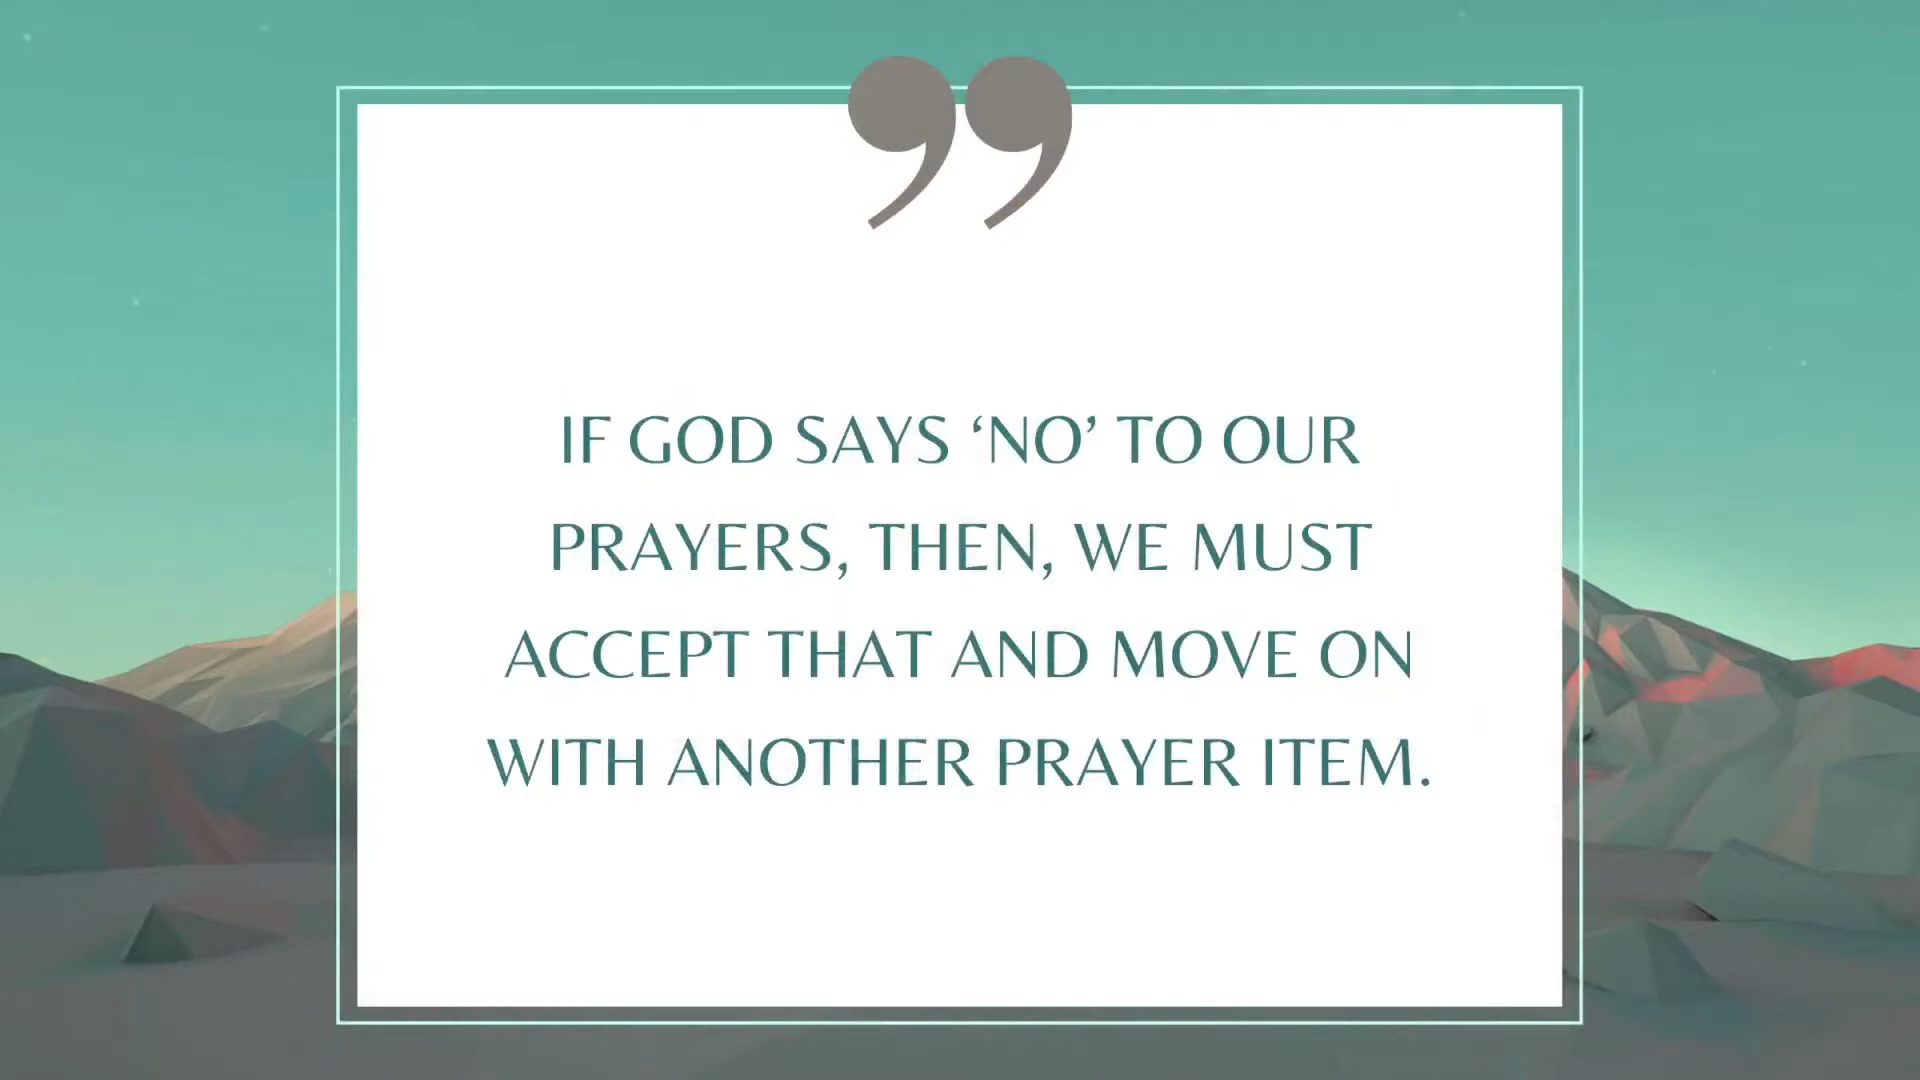 ”
IF GOD SAYS ‘NO’ TO OUR
PRAYERS, THEN, WE MUST
ACCEPT THAT AND MOVE ON
WITH ANOTHER PRAYER ITEM.